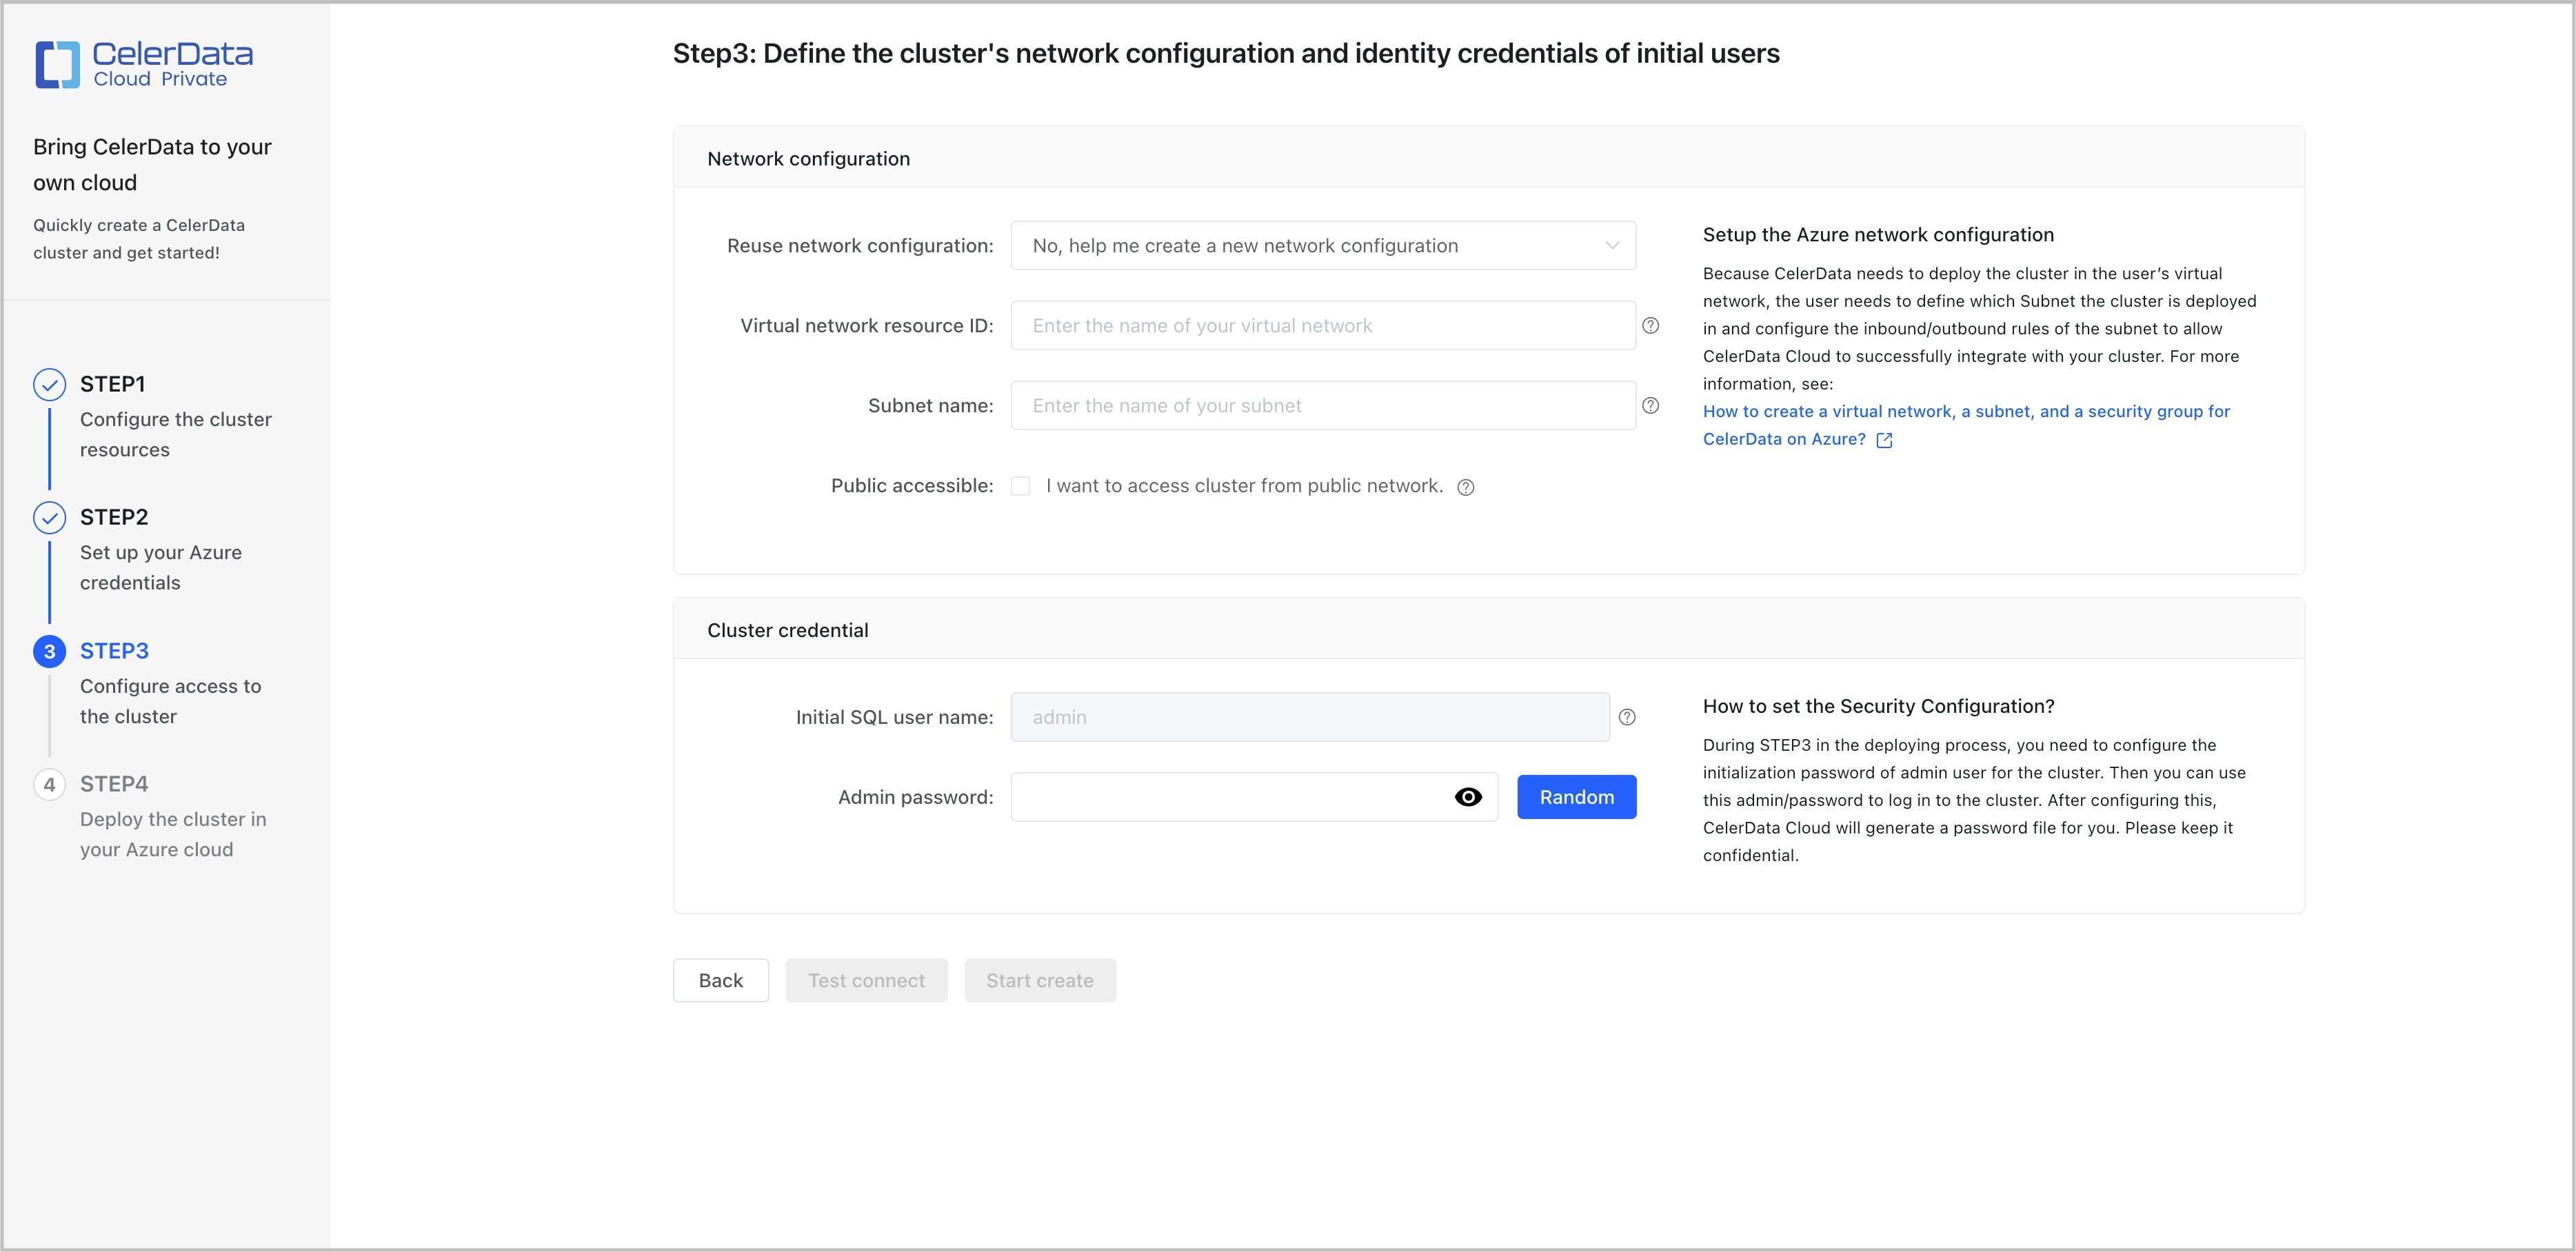 CelerData
Cloud Private
Bring CelerData to your
own cloud
Quickly create a CelerData
cluster and get started!
STEP1
Configure the cluster
resources
STEP2
Set up your Azure
credentials
3
STEP3
Configure access to
the cluster
4
STEP4
Deploy the cluster in
your Azure cloud
Step3: Define the cluster's network configuration and identity credentials of initial users
Network configuration
Reuse network configuration:
No, help me create a new network configuration
Virtual network resource ID:
Enter the name of your virtual network
?
Subnet name:
Enter the name of your subnet
?
Public accessible:
I want to access cluster from public network.
?
Setup the Azure network configuration
Because CelerData needs to deploy the cluster in the user’s virtual
network, the user needs to define which Subnet the cluster is deployed
in and configure the inbound/outbound rules of the subnet to allow
CelerData Cloud to successfully integrate with your cluster. For more
information, see:
How to create a virtual network, a subnet, and a security group for
CelerData on Azure?
Cluster credential
Initial SQL user name:
admin
?
Admin password:
Random
How to set the Security Configuration?
During STEP3 in the deploying process, you need to configure the
initialization password of admin user for the cluster. Then you can use
this admin/password to log in to the cluster. After configuring this,
CelerData Cloud will generate a password file for you. Please keep it
confidential.
Back
Test connect
Start create